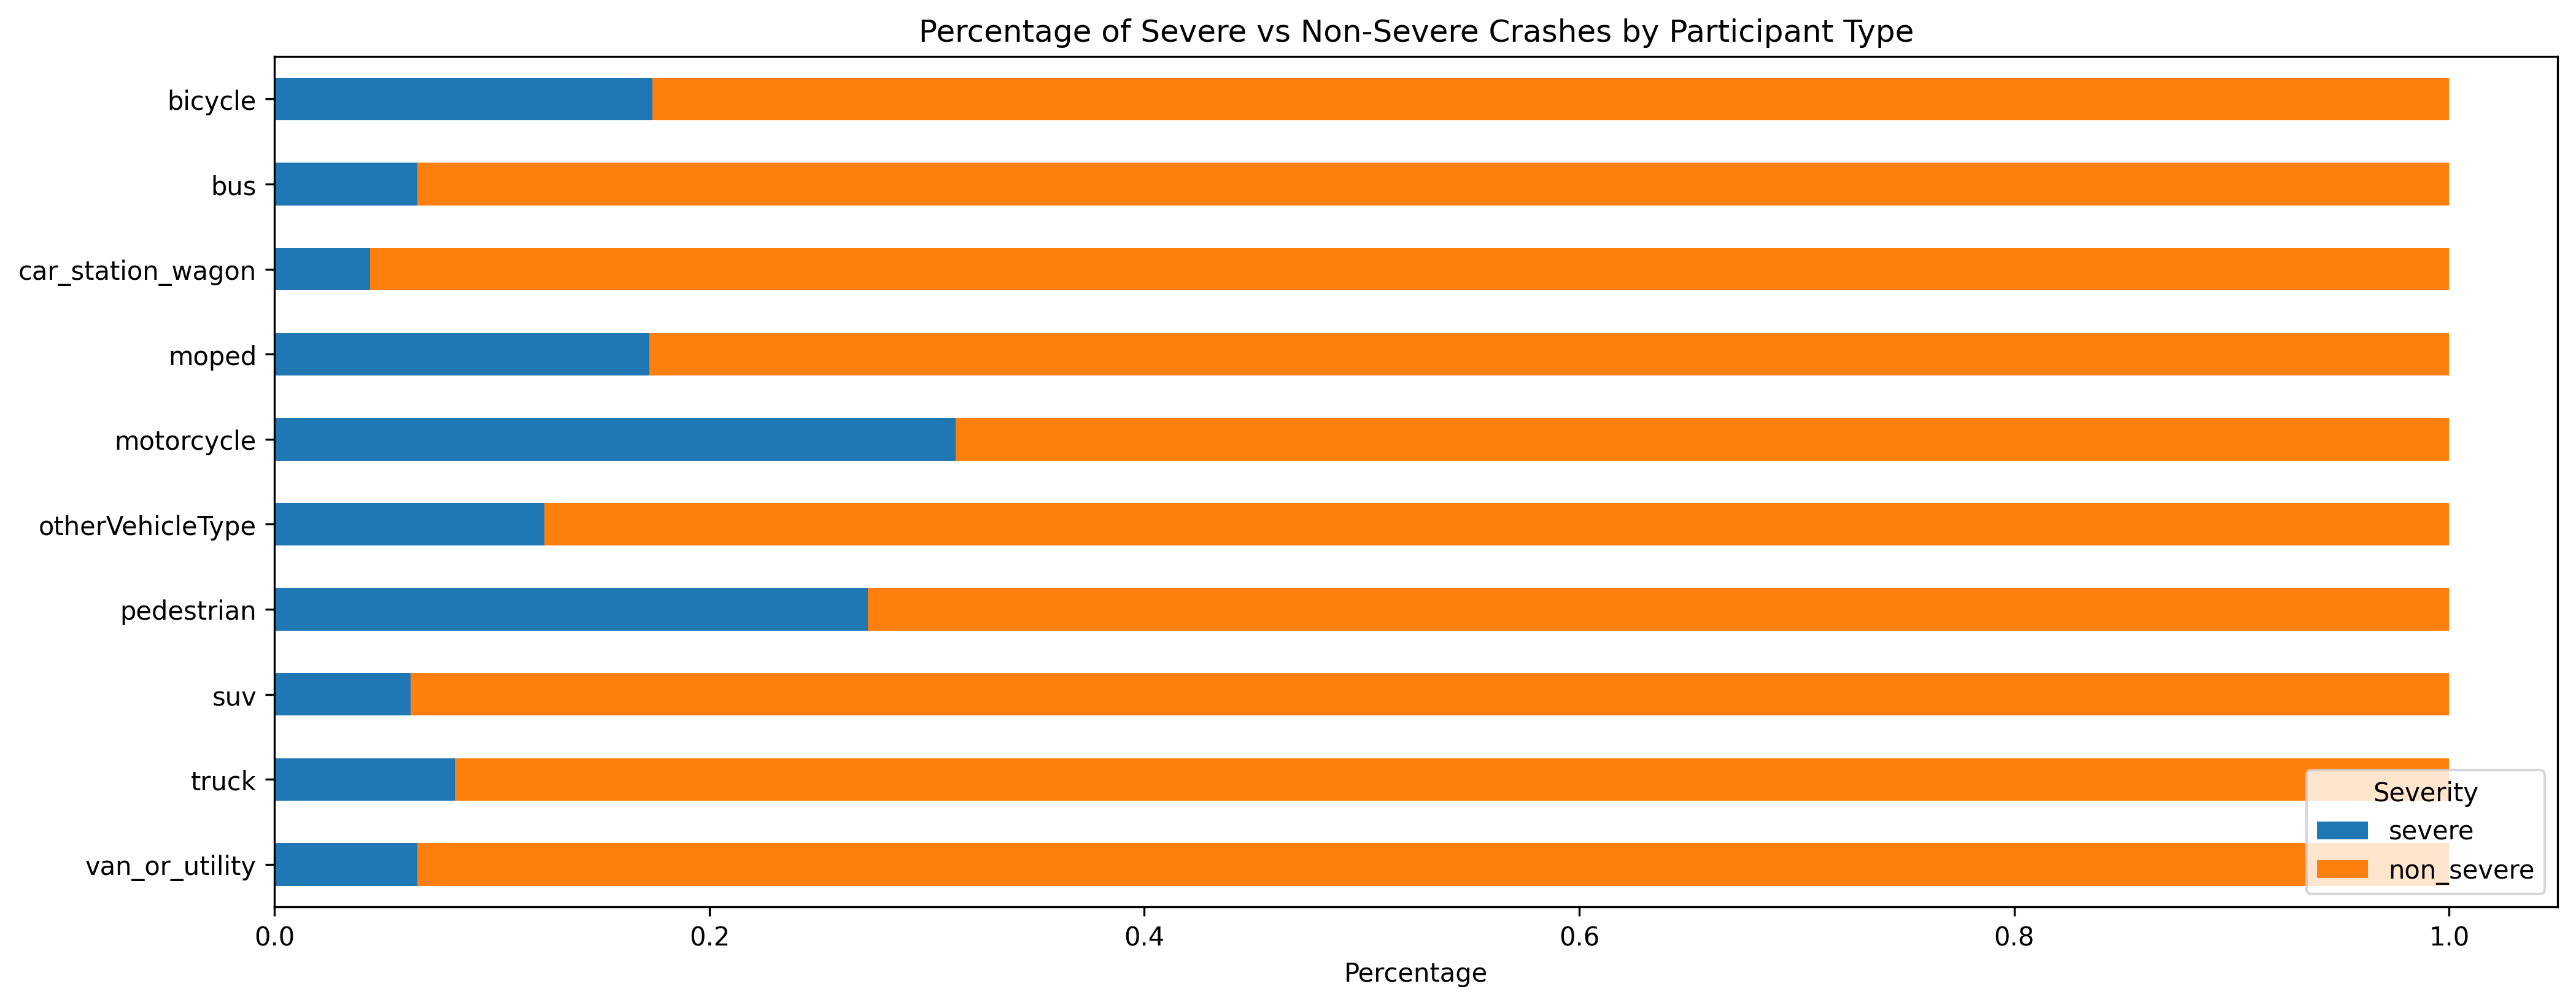 Percentage of Severe vs Non-Severe Crashes by Participant Type
bicycle
bus
car_station_wagon
moped
motorcycle
otherVehicleType
pedestrian
suv
truck
van_or_utility
Severity
severe
non_severe
0.0 0.2 0.4 0.6 0.8 1.0
Percentage